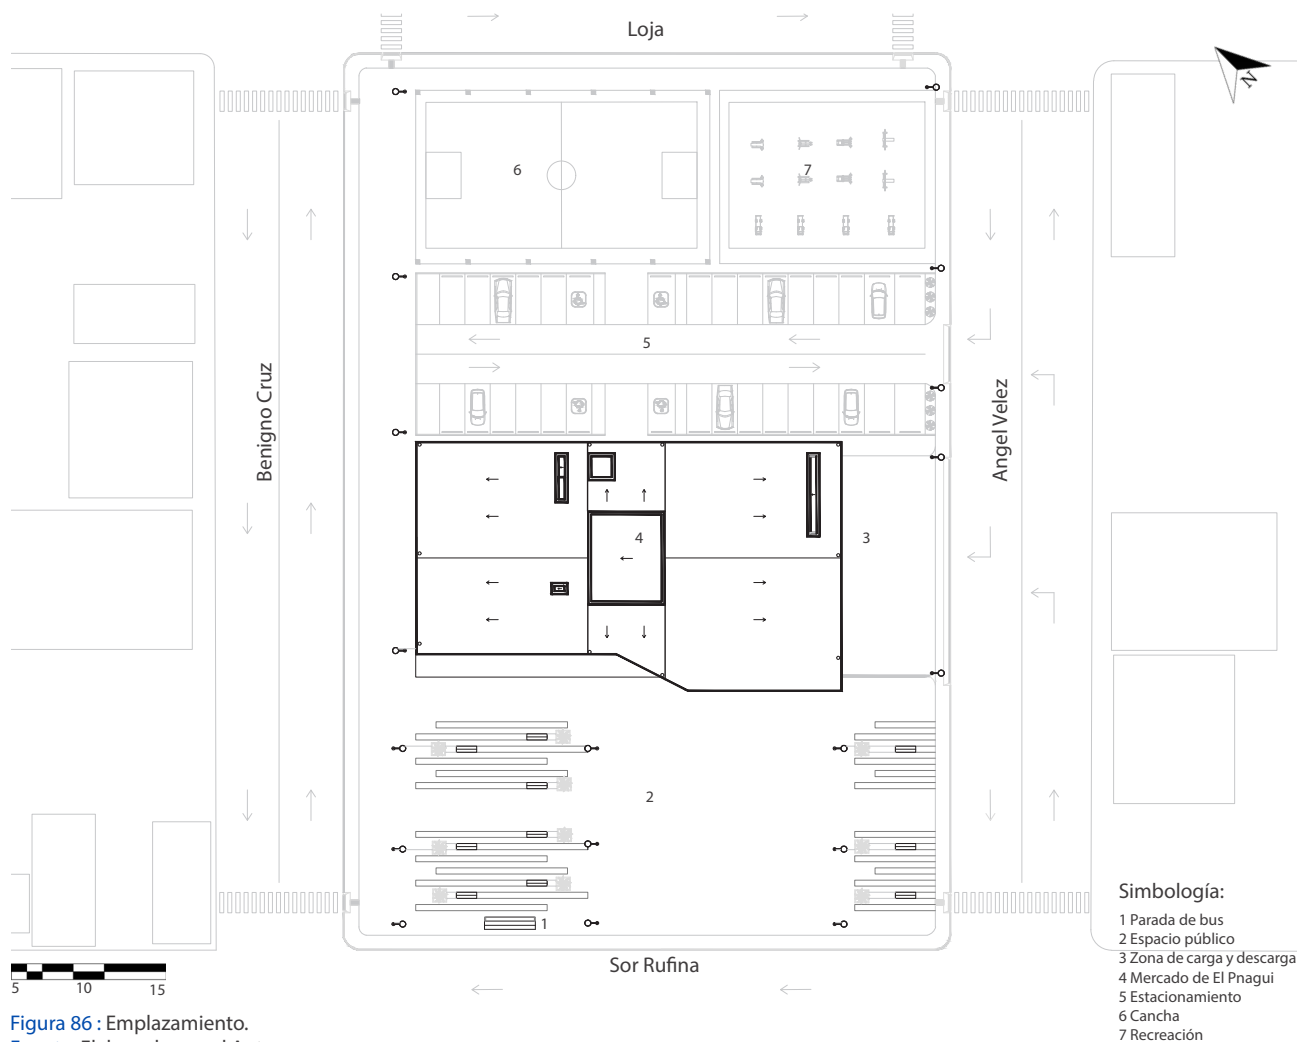 Loja
N
6
7
5
Benigno Cruz
Angel Velez
4
3
2
1
Sor Rufina
5 10 15
Simbología:
1 Parada de bus
2 Espacio público
3 Zona de carga y descarga
4 Mercado de El Pnagui
5 Estacionamiento
6 Cancha
7 Recreación
Figura 86 : Emplazamiento.